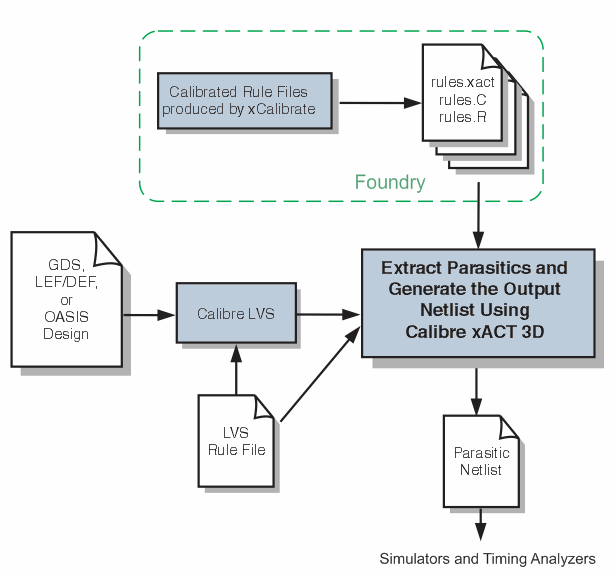 Calibrated Rule Files
produced by xCalibrate
rules.xact
rules.C
rules.R
Foundry
GDS,
LEF/DEF,
or
OASIS
Design
Calibre LVS
Extract Parasitics and
Generate the Output
Netlist Using
Calibre xACT 3D
LVS
Rule File
Parasitic
Netlist
Simulators and Timing Analyzers